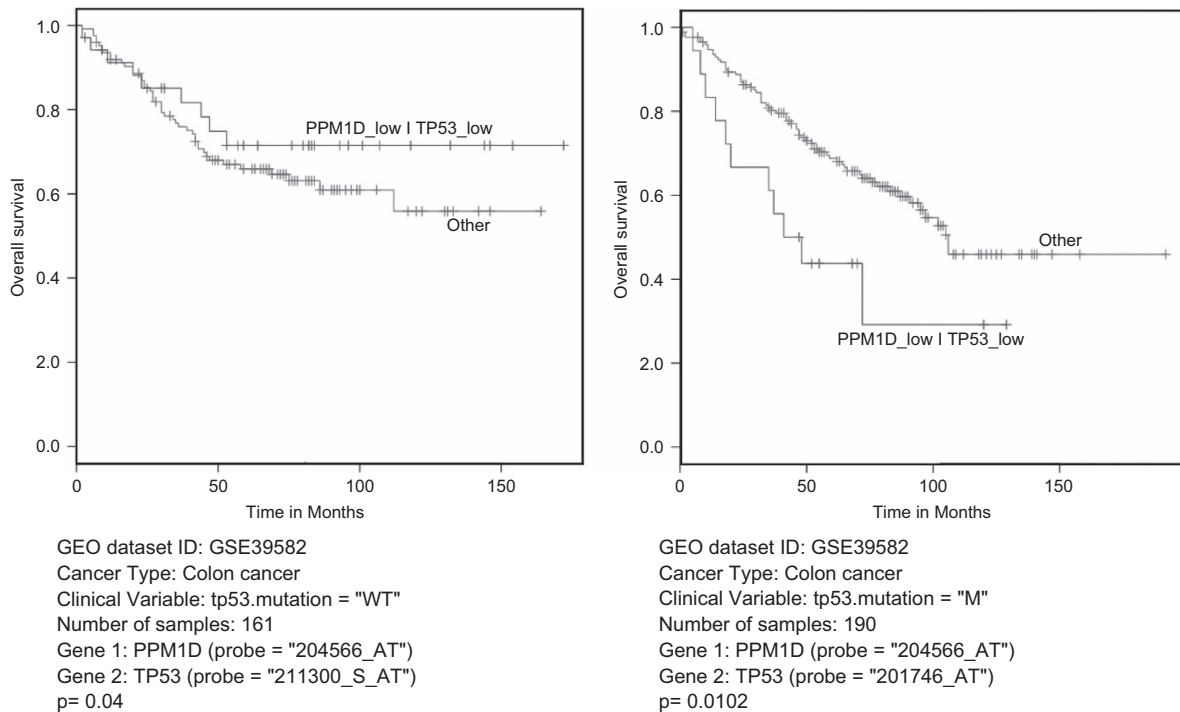 1.0
0.8
0.6
0.4
0.2
0.0
Overall survival
PPM1D_low I TP53_low
Other
0
50
100
150
Time in Months
GEO dataset ID: GSE39582
Cancer Type: Colon cancer
Clinical Variable: tp53.mutation = "WT"
Number of samples: 161
Gene 1: PPM1D (probe = "204566_AT")
Gene 2: TP53 (probe = "211300_S_AT")
p= 0.04
1.0
0.8
0.6
0.4
0.2
0.0
Overall survival
Other
PPM1D_low I TP53_low
0
50
100
150
Time in Months
GEO dataset ID: GSE39582
Cancer Type: Colon cancer
Clinical Variable: tp53.mutation = "M"
Number of samples: 190
Gene 1: PPM1D (probe = "204566_AT")
Gene 2: TP53 (probe = "201746_AT")
p= 0.0102